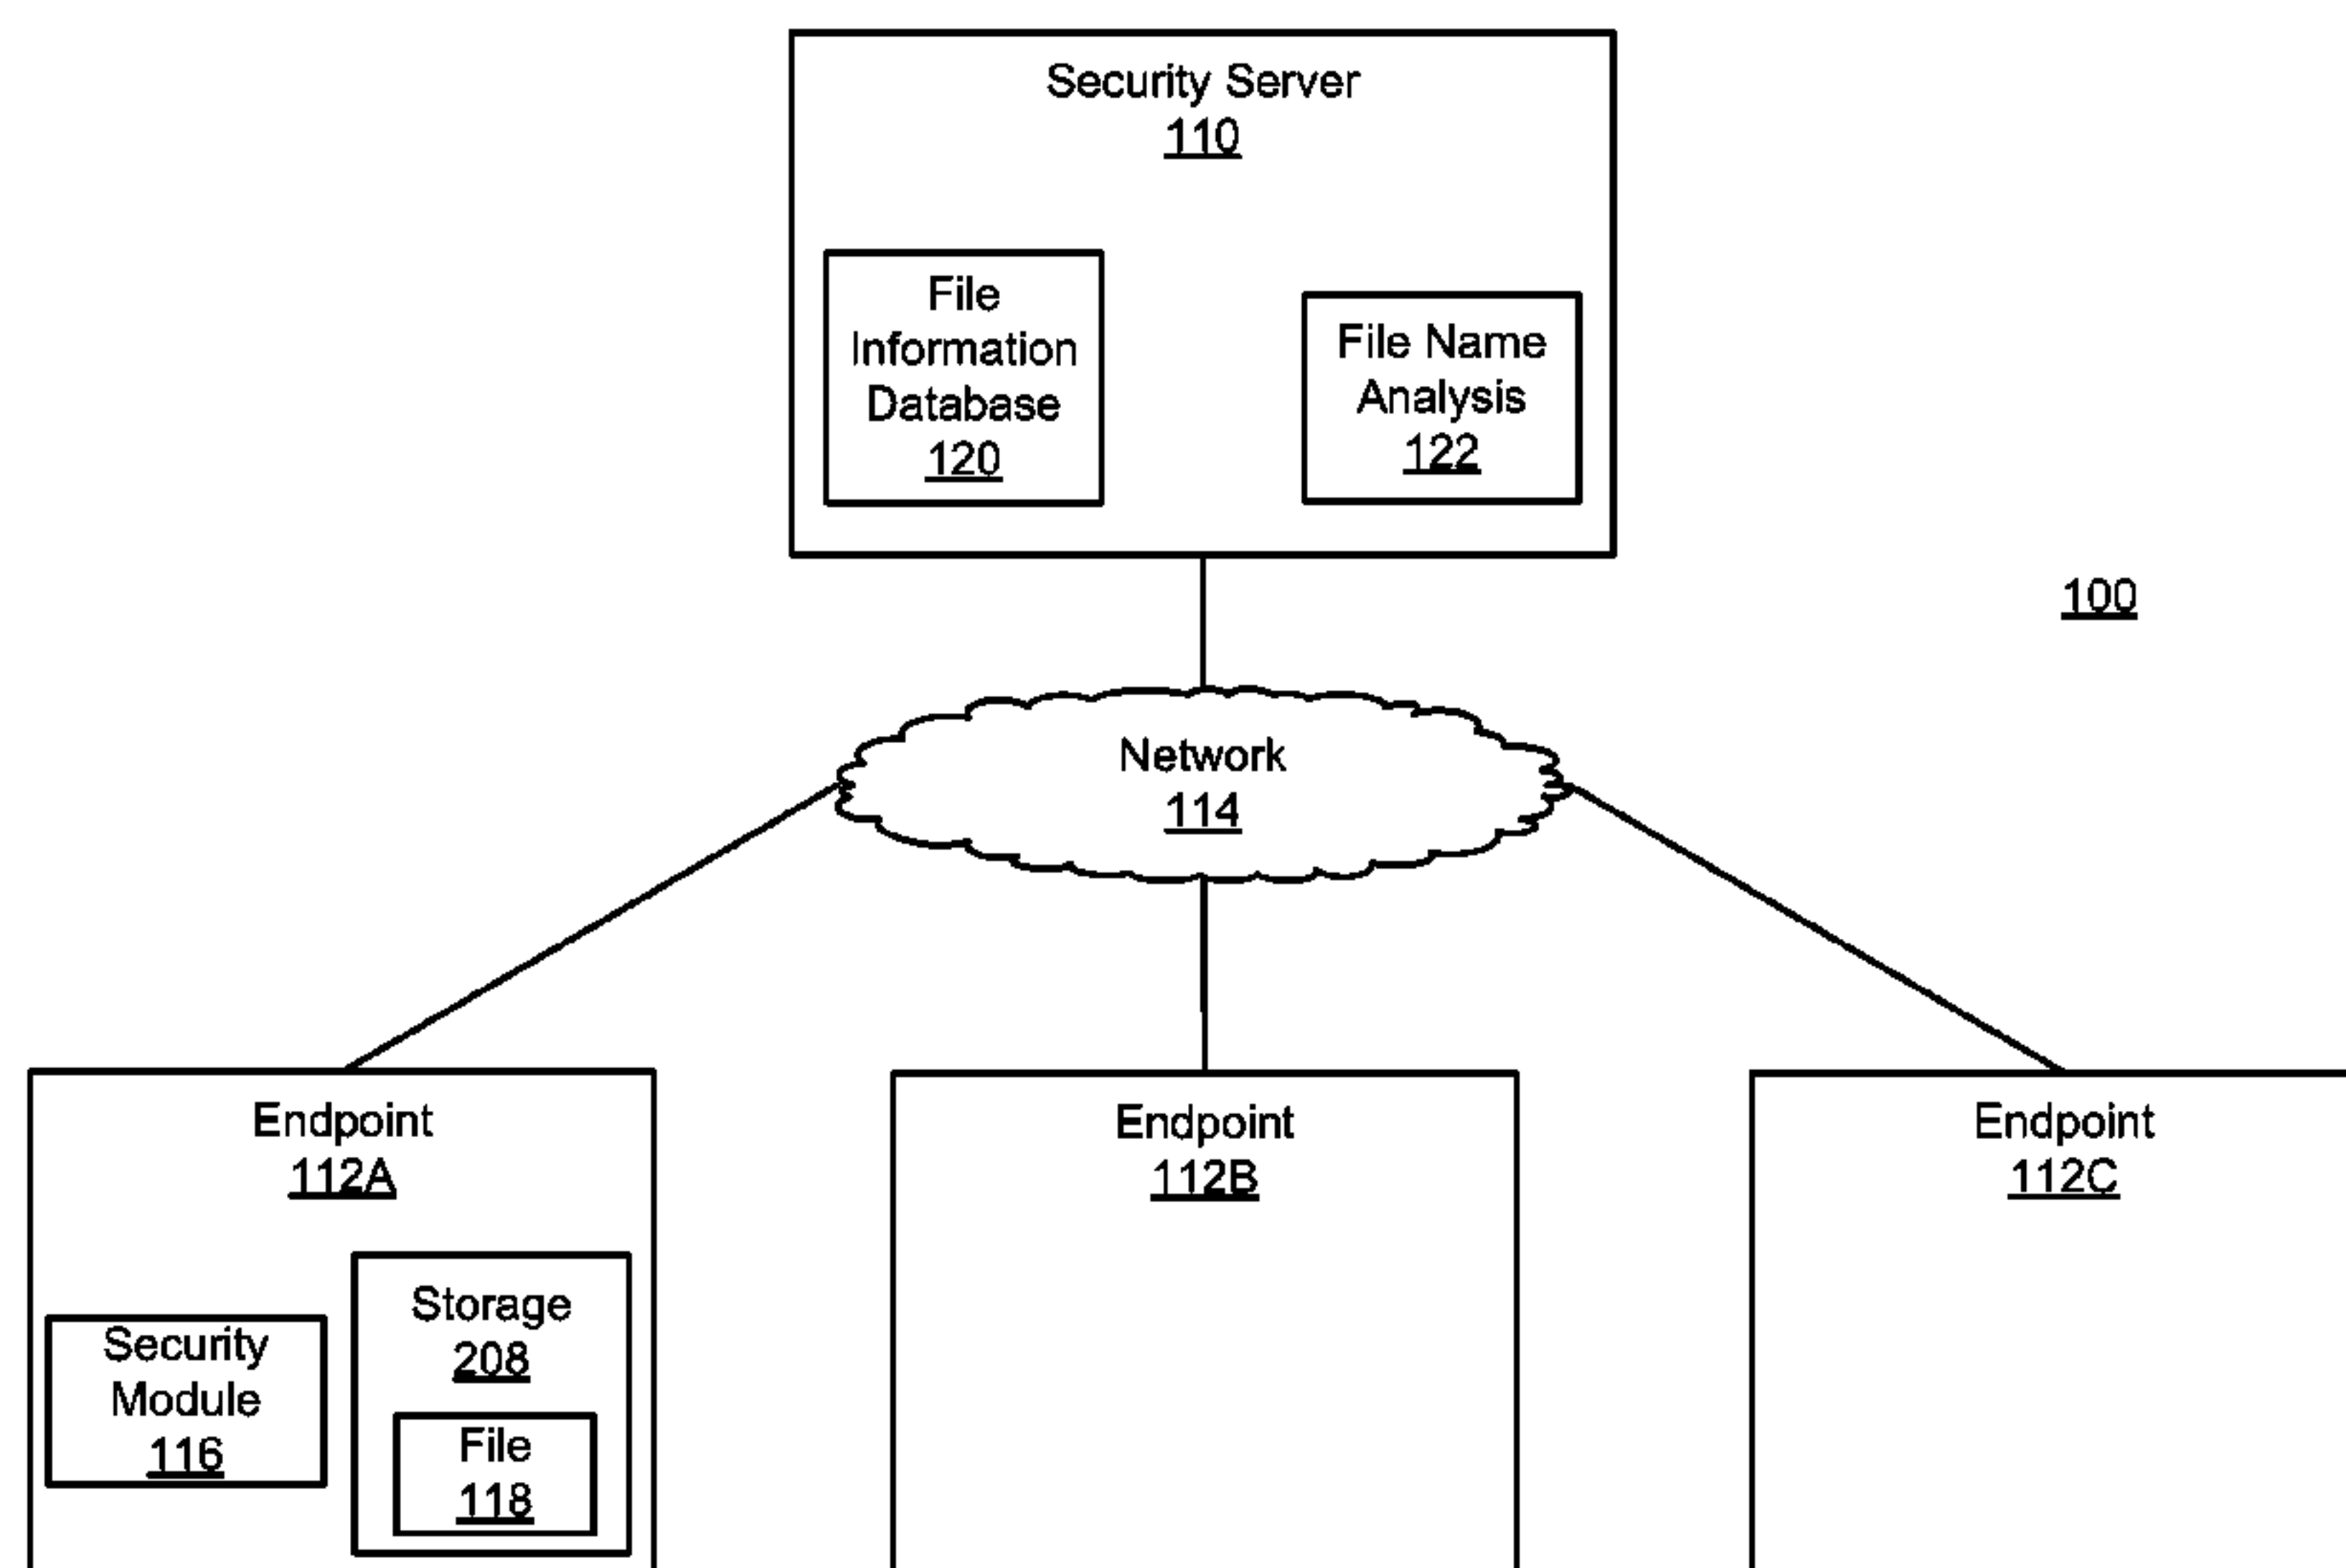 Security Server
110
File
Information
Database
120
File Name
Analysis
122
100
Network
114
Endpoint
112A
Security
Module
116
Storage
208
File
118
Endpoint
112B
Endpoint
112C